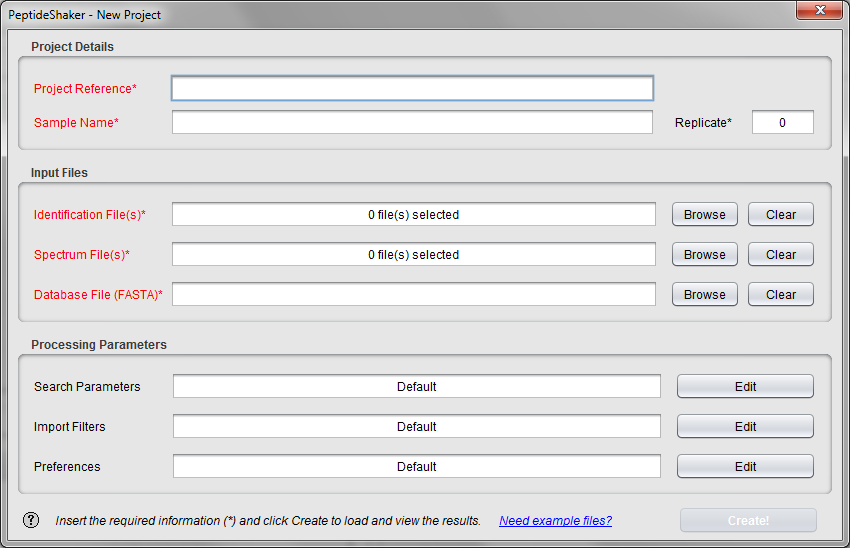 PeptideShaker - New Project
Project Details
Project Reference*
Sample Name* Replicate* 0
Input Files
Identification File(s)* 0 file(s) selected Browse Clear
Spectrum File(s)* 0 file(s) selected Browse Clear
Database File (FASTA)* Browse Clear
Processing Parameters
Search Parameters Default Edit
Import Filters Default Edit
Preferences Default Edit
? Insert the required information (*) and click Create to load and view the results. Need example files? Create!